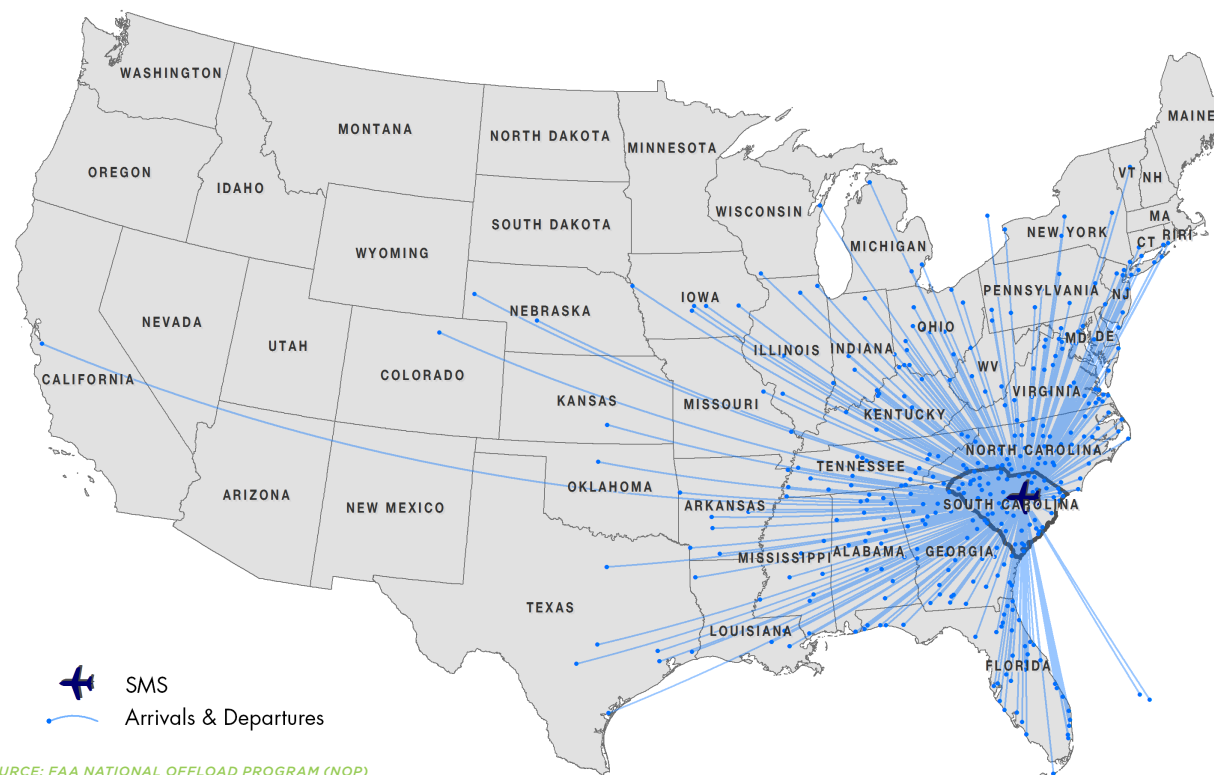 WASHINGTON
MAINE
MONTANA
NORTH DAKOTA
MINNESOTA
OREGON
IDAHO
VT NH
SOUTH DAKOTA
WISCONSIN
MA
NEW YORK
CT RIRI
MICHIGAN
WYOMING
PENNSYLVANIA
NJ
IOWA
NEBRASKA
NEVADA
OHIO
MD DE
UTAH
ILLINOIS INDIANA
WV
CALIFORNIA
COLORADO
VIRGINIA
KANSAS
MISSOURI
KENTUCKY
NORTH CAROLINA
TENNESSEE
OKLAHOMA
ARIZONA
NEW MEXICO
ARKANSAS
SOUTH CAROLINA
MISSISSIPPI ALABAMA
GEORGIA
TEXAS
LOUISIANA
FLORIDA
SMS
Arrivals & Departures
URCE: FAA NATIONAL OFFLOAD PROGRAM (NOP)